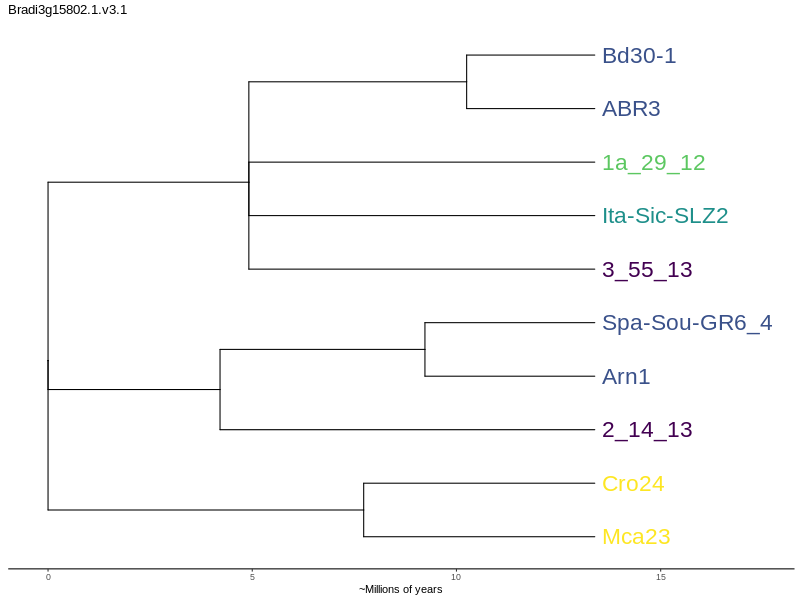 Bradi3g15802.1.v3.1
Bd30-1
ABR3
1a_29_12
Ita-Sic-SLZ2
3_55_13
Spa-Sou-GR6_4
Arn1
2_14_13
Cro24
Mca23
0 5 10 15
~Millions of years